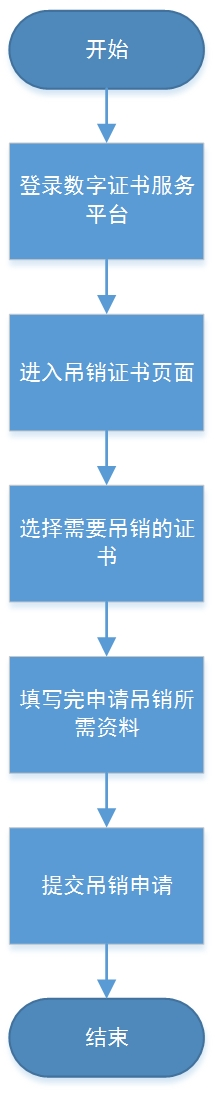 开始
登录数字证书服务
平台
进入吊销证书页面
选择需要吊销的证
书
填写完申请吊销所
需资料
提交吊销申请
结束